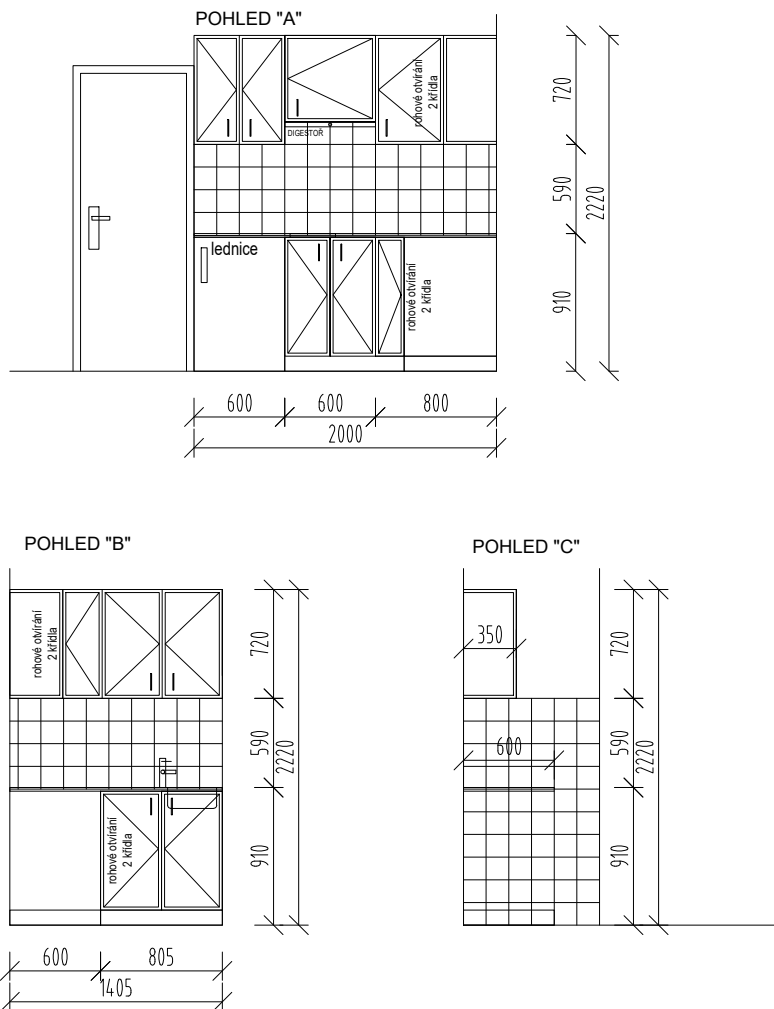 POHLED "A"
rohové otvírání
2 křídla
DIGESTOŘ
720
590
2220
910
lednice
rohové otvírání
2 křídla
600
600
800
2000
POHLED "B"
rohové otvírání
2 křídla
720
590
2220
910
rohové otvírání
2 křídla
600
805
1405
POHLED "C"
350
600
720
590
2220
910